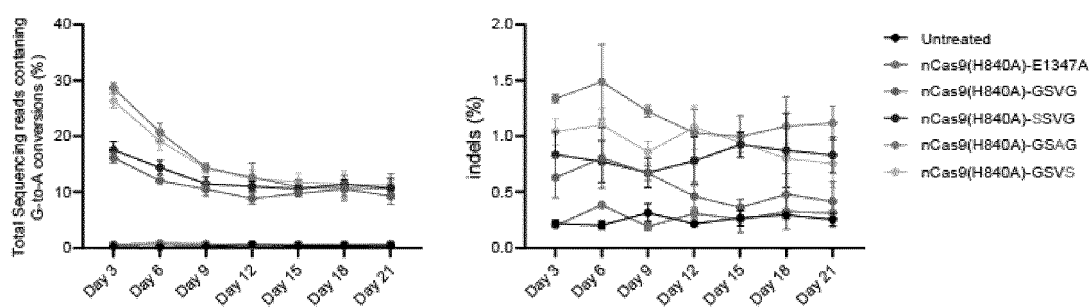 Total Sequencing reads contaning
G-to-A conversions (%)
40
30
20
10
0
Day 3
Day 6
Day 9
Day 12
Day 15
Day 18
Day 21
indels (%)
2.0
1.5
1.0
0.5
0.0
Day 3
Day 6
Day 9
Day 12
Day 15
Day 18
Day 21
Untreated
nCas9(H840A)-E1347A
nCas9(H840A)-GSVG
nCas9(H840A)-SSVG
nCas9(H840A)-GSAG
nCas9(H840A)-GSVS